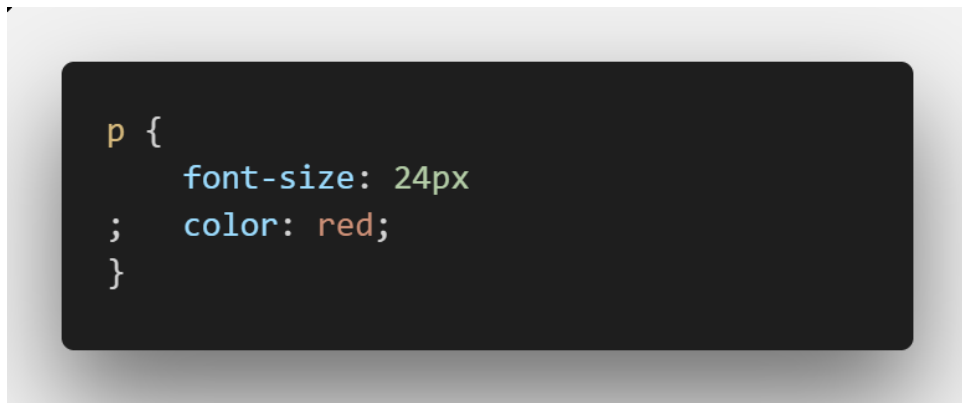 p {
    font-size: 24px
;   color: red;
}